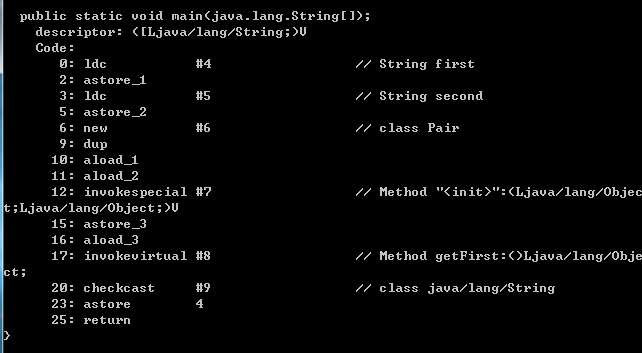 public static void main(java.lang.String[]);
    descriptor: ([Ljava/lang/String;)V
    Code:
       0: ldc           #4                  // String first
       2: astore_1
       3: ldc           #5                  // String second
       5: astore_2
       6: new           #6                  // class Pair
       9: dup
      10: aload_1
      11: aload_2
      12: invokespecial #7                  // Method "<init>":(Ljava/lang/Objec
t;Ljava/lang/Object;)V
      15: astore_3
      16: aload_3
      17: invokevirtual #8                  // Method getFirst:()Ljava/lang/Obje
ct;
      20: checkcast     #9                  // class java/lang/String
      23: astore        4
      25: return
}